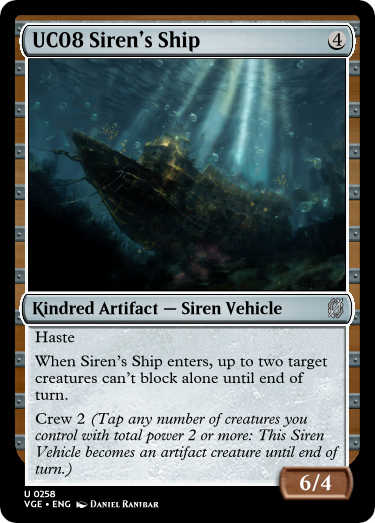 UC08 Siren's Ship
4
Kindred Artifact — Siren Vehicle
Haste
When Siren's Ship enters, up to two target
creatures can't block alone until end of
turn.
Crew 2 (Tap any number of creatures you
control with total power 2 or more: This Siren
Vehicle becomes an artifact creature until end of
turn.)
6/4
U 0258
VGE • ENG Daniel Ranjbar